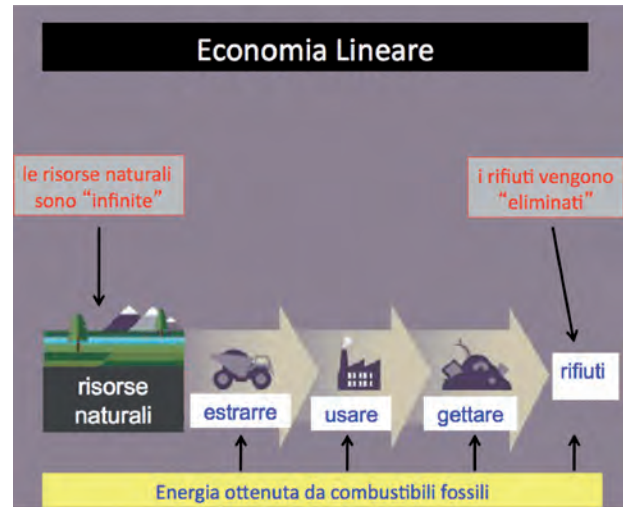 Economia Lineare
le risorse naturali
sono “infinite”
i rifiuti vengono
“eliminati”
risorse
naturali
estrarre
usare
gettare
rifiuti
Energia ottenuta da combustibili fossili